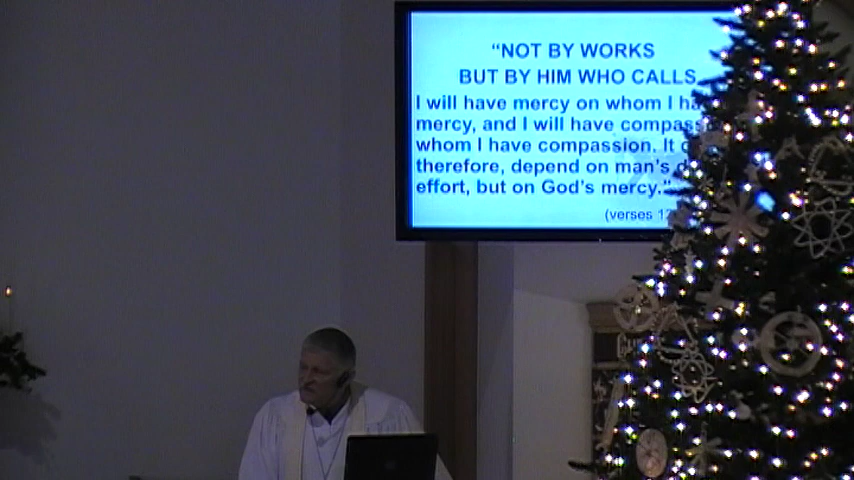 “NOT BY WORKS
BUT BY HIM WHO CALLS
I will have mercy on whom I
mercy, and I will have
whom I have compassion. It
therefore, depend on man’s
effort, but on God’s mercy.”
(verses